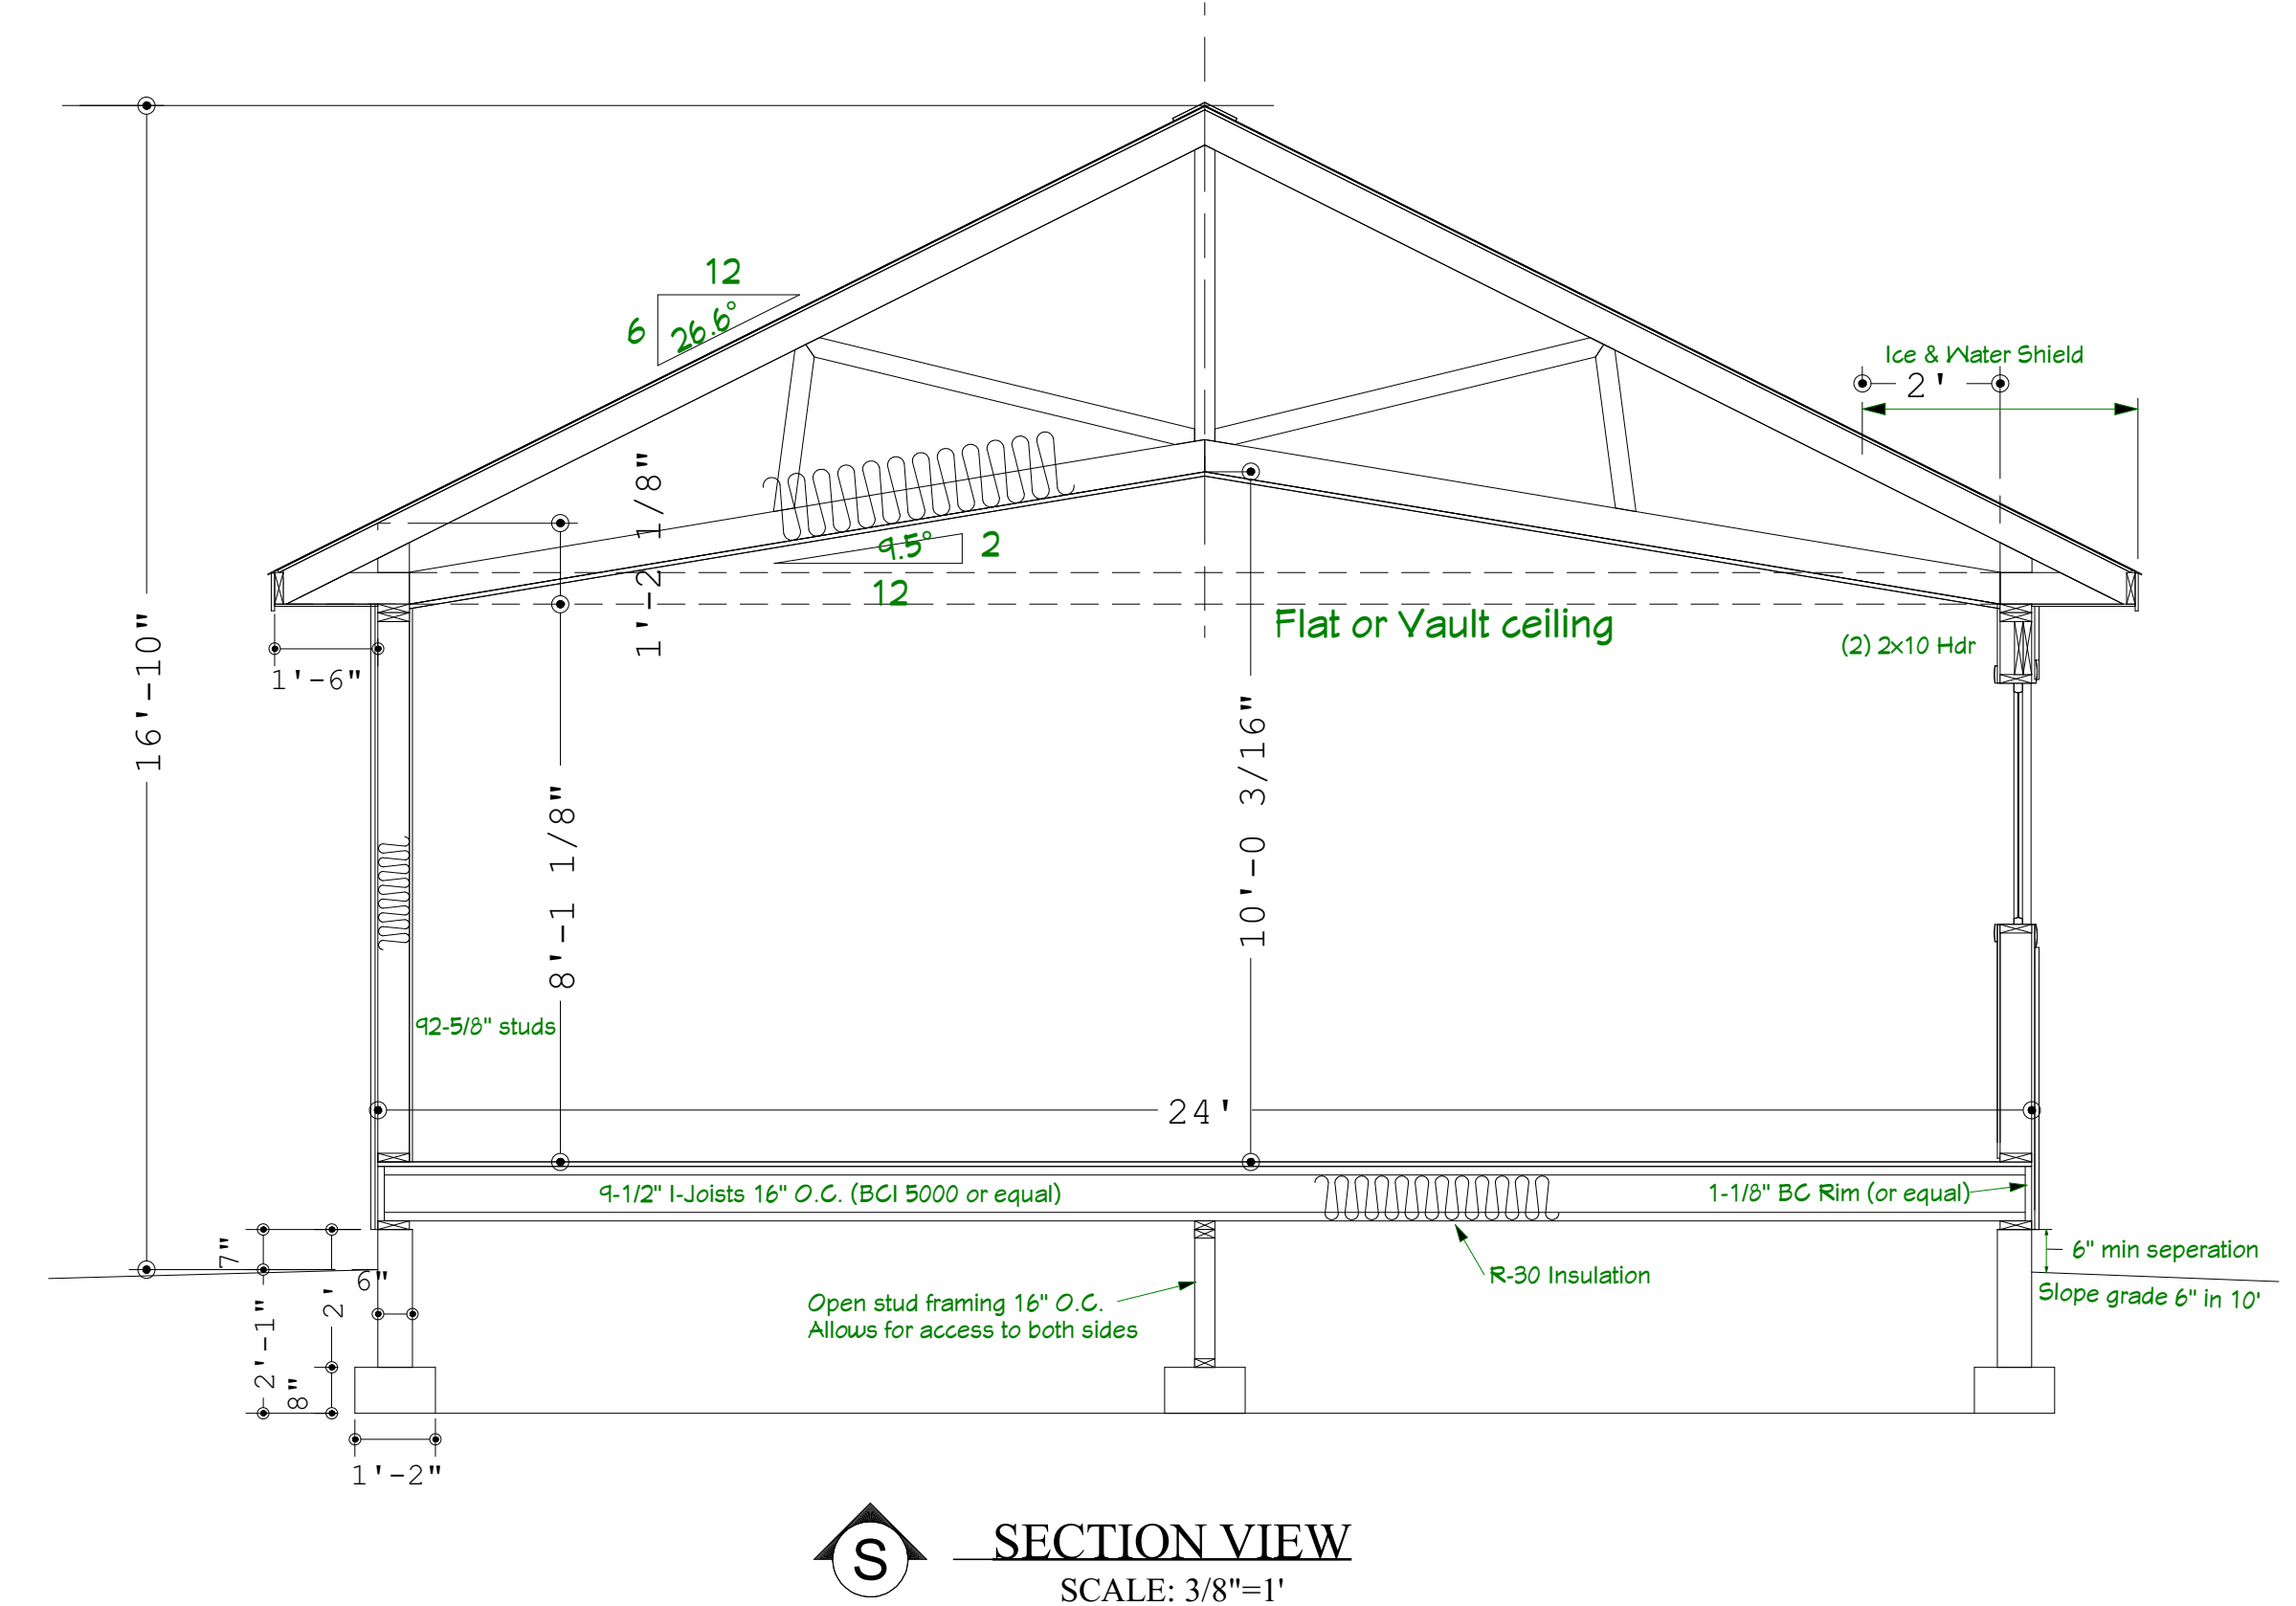 12
6
26.6°
Ice & Water Shield
2'
1'-2 1/8"
9.5°
2
12
Flat or Vault ceiling
(2) 2x10 Hdr
16'-10"
1'-6"
8'-1 1/8"
10'-0 3/16"
92-5/8" studs
24'
9-1/2" I-Joists 16" O.C. (BCI 5000 or equal)
1-1/8" BC Rim (or equal)
7"
6"
2'
2'-1"
8"
6" min seperation
R-30 Insulation
Slope grade 6" in 10'
Open stud framing 16" O.C.
Allows for access to both sides
1'-2"
S
SECTION VIEW
SCALE: 3/8"=1'